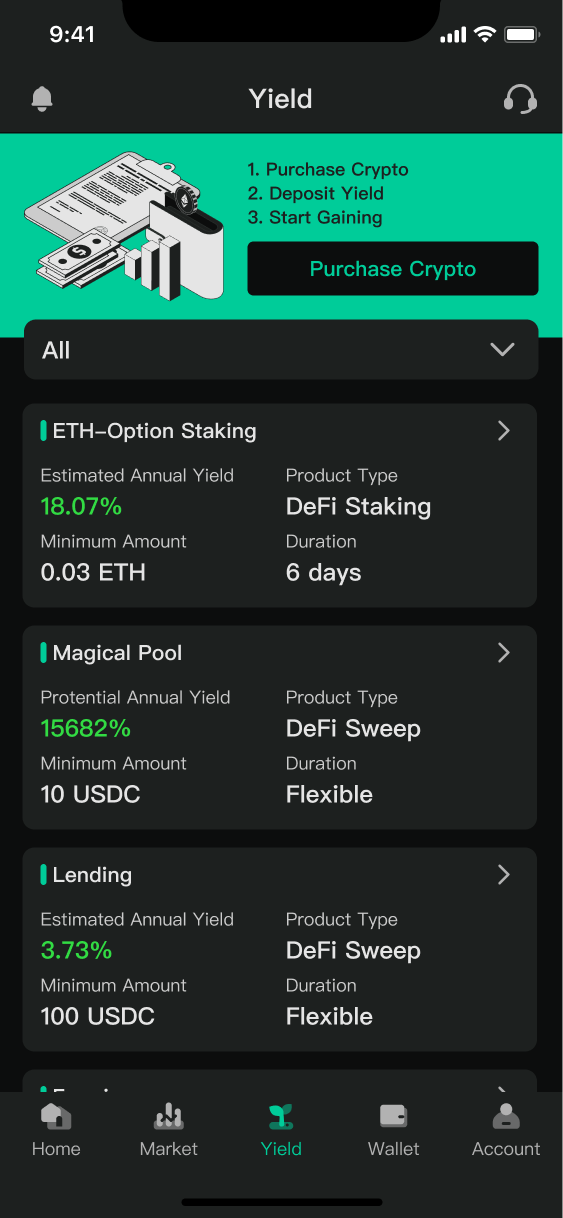 9:41
Yield
1. Purchase Crypto
2. Deposit Yield
3. Start Gaining
Purchase Crypto
All
ETH-Option Staking
Estimated Annual Yield
Product Type
18.07%
DeFi Staking
Minimum Amount
Duration
0.03 ETH
6 days
Magical Pool
Protential Annual Yield
Product Type
15682%
DeFi Sweep
Minimum Amount
Duration
10 USDC
Flexible
Lending
Estimated Annual Yield
Product Type
3.73%
DeFi Sweep
Minimum Amount
Duration
100 USDC
Flexible
Home
Market
Yield
Wallet
Account